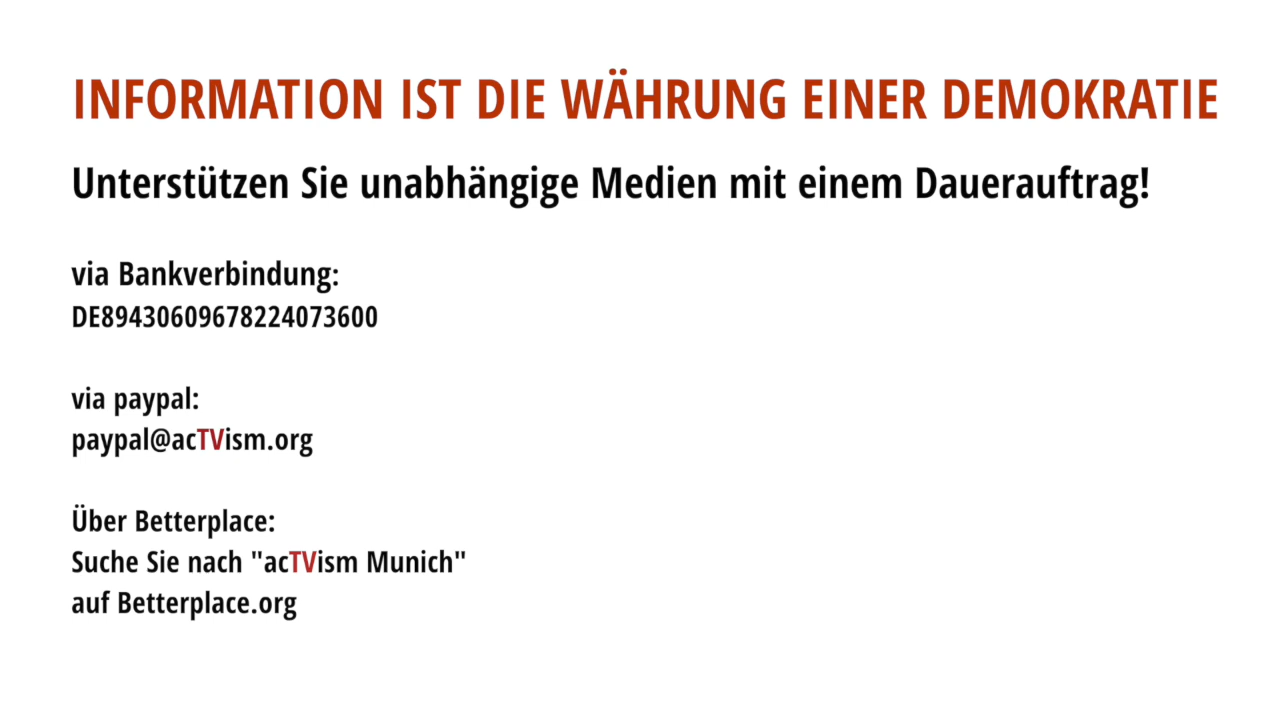 INFORMATION IST DIE WÄHRUNG EINER DEMOKRATIE
Unterstützen Sie unabhängige Medien mit einem Dauerauftrag!
via Bankverbindung:
DE89430609678224073600
via paypal:
paypal@acTVism.org
Über Betterplace:
Suche Sie nach "acTVism Munich"
auf Betterplace.org